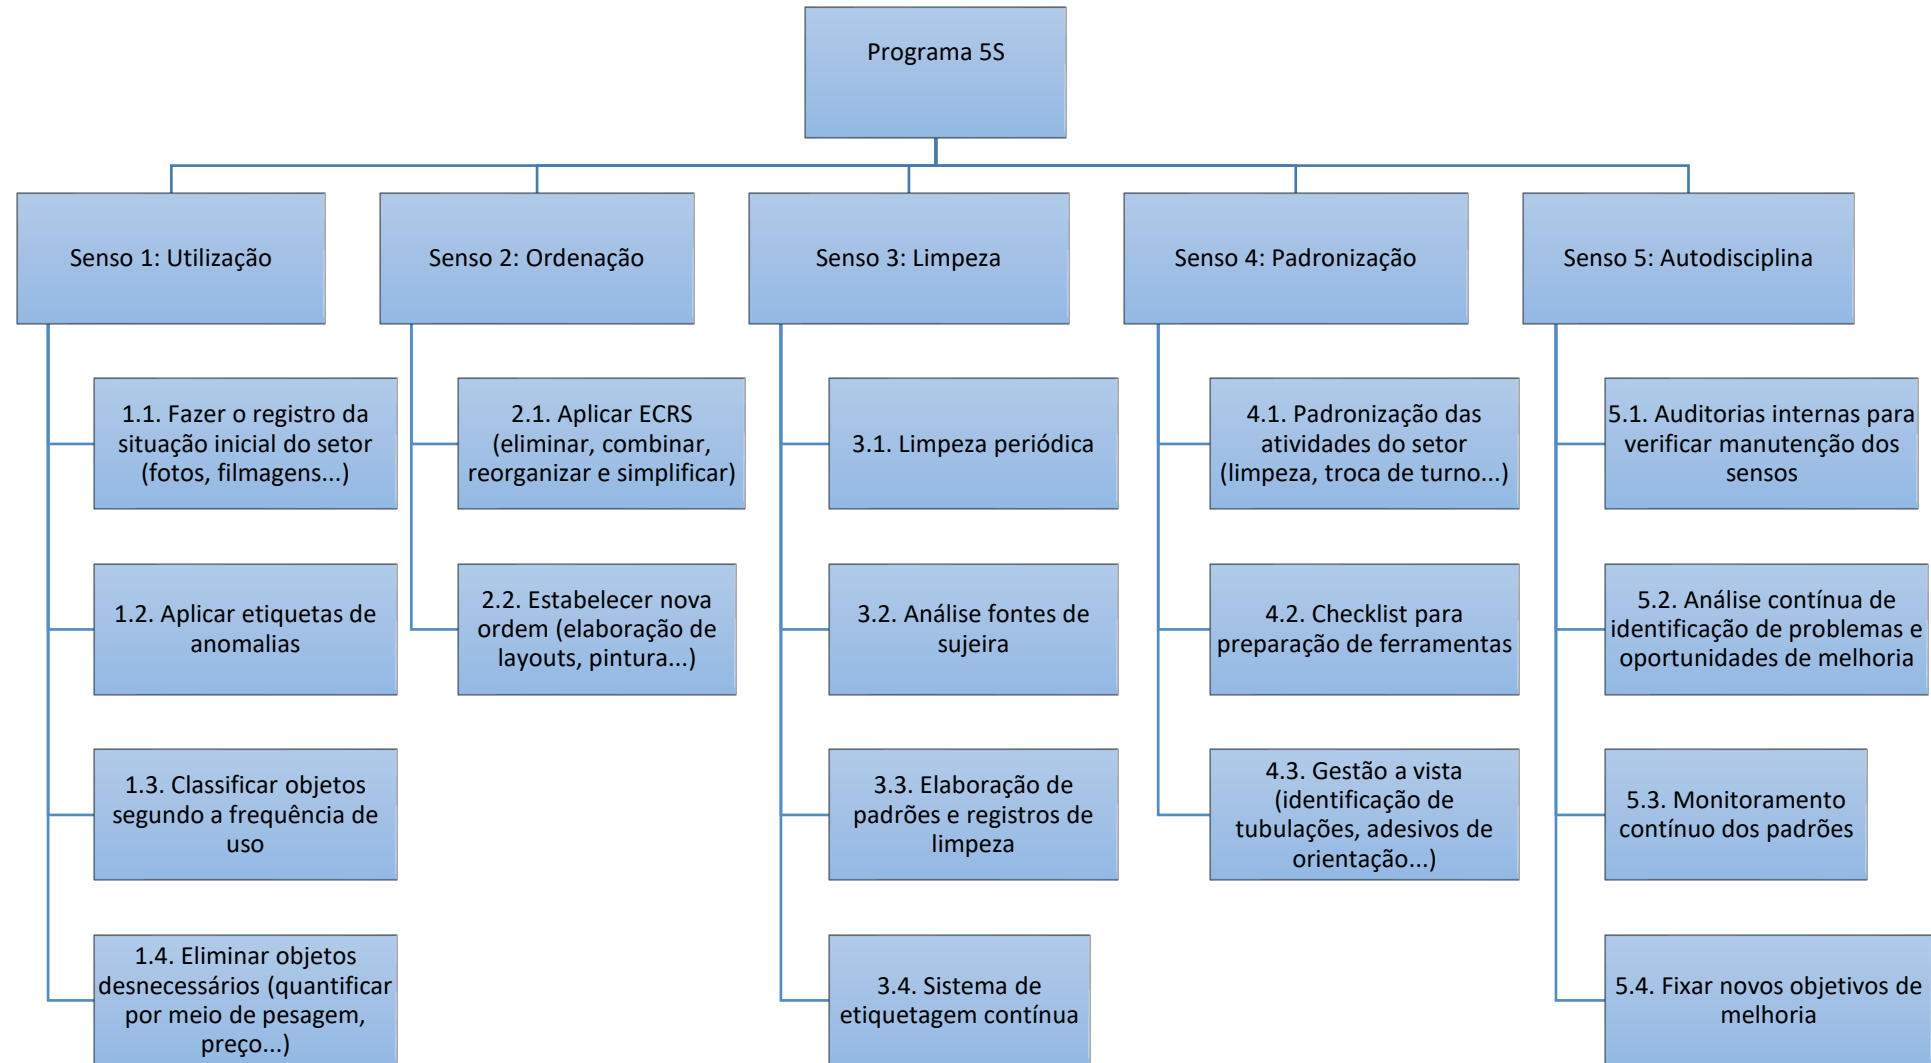 Programa 5S
Senso 1: Utilização
Senso 2: Ordenação
Senso 3: Limpeza
Senso 4: Padronização
Senso 5: Autodisciplina
1.1. Fazer o registro da
situação inicial do setor
(fotos, filmagens...)
1.2. Aplicar etiquetas de
anomalias
1.3. Classificar objetos
segundo a frequência de
uso
1.4. Eliminar objetos
desnecessários (quantificar
por meio de pesagem,
preço...)
2.1. Aplicar ECRS
(eliminar, combinar,
reorganizar e simplificar)
2.2. Estabelecer nova
ordem (elaboração de
layouts, pintura...)
3.1. Limpeza periódica
3.2. Análise fontes de
sujeira
3.3. Elaboração de
padrões e registros de
limpeza
3.4. Sistema de
etiquetagem contínua
4.1. Padronização das
atividades do setor
(limpeza, troca de turno...)
4.2. Checklist para
preparação de ferramentas
4.3. Gestão a vista
(identificação de
tubulações, adesivos de
orientação...)
5.1. Auditorias internas para
verificar manutenção dos
sensos
5.2. Análise contínua de
identificação de problemas e
oportunidades de melhoria
5.3. Monitoramento
contínuo dos padrões
5.4. Fixar novos objetivos de
melhoria